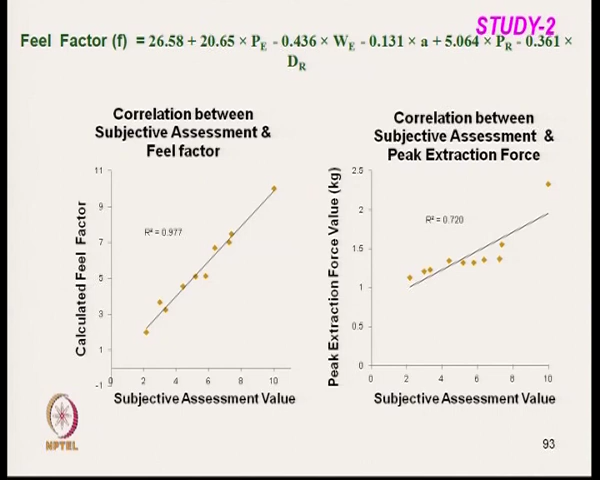 STUDY-2
Feel Factor (f) = 26.58 + 20.65 × P_E - 0.436 × W_E - 0.131 × a + 5.064 × P_R - 0.361 ×
D_R
Correlation between
Subjective Assessment &
Feel factor
11
9
7
5
3
1
-1
Calculated Feel Factor
R² = 0.977
0 2 4 6 8 10
Subjective Assessment Value
Correlation between
Subjective Assessment &
Peak Extraction Force
2.5
2
1.5
1
0.5
0
Peak Extraction Force Value (kg)
R² = 0.720
0 2 4 6 8 10
Subjective Assessment Value
NPTEL
93